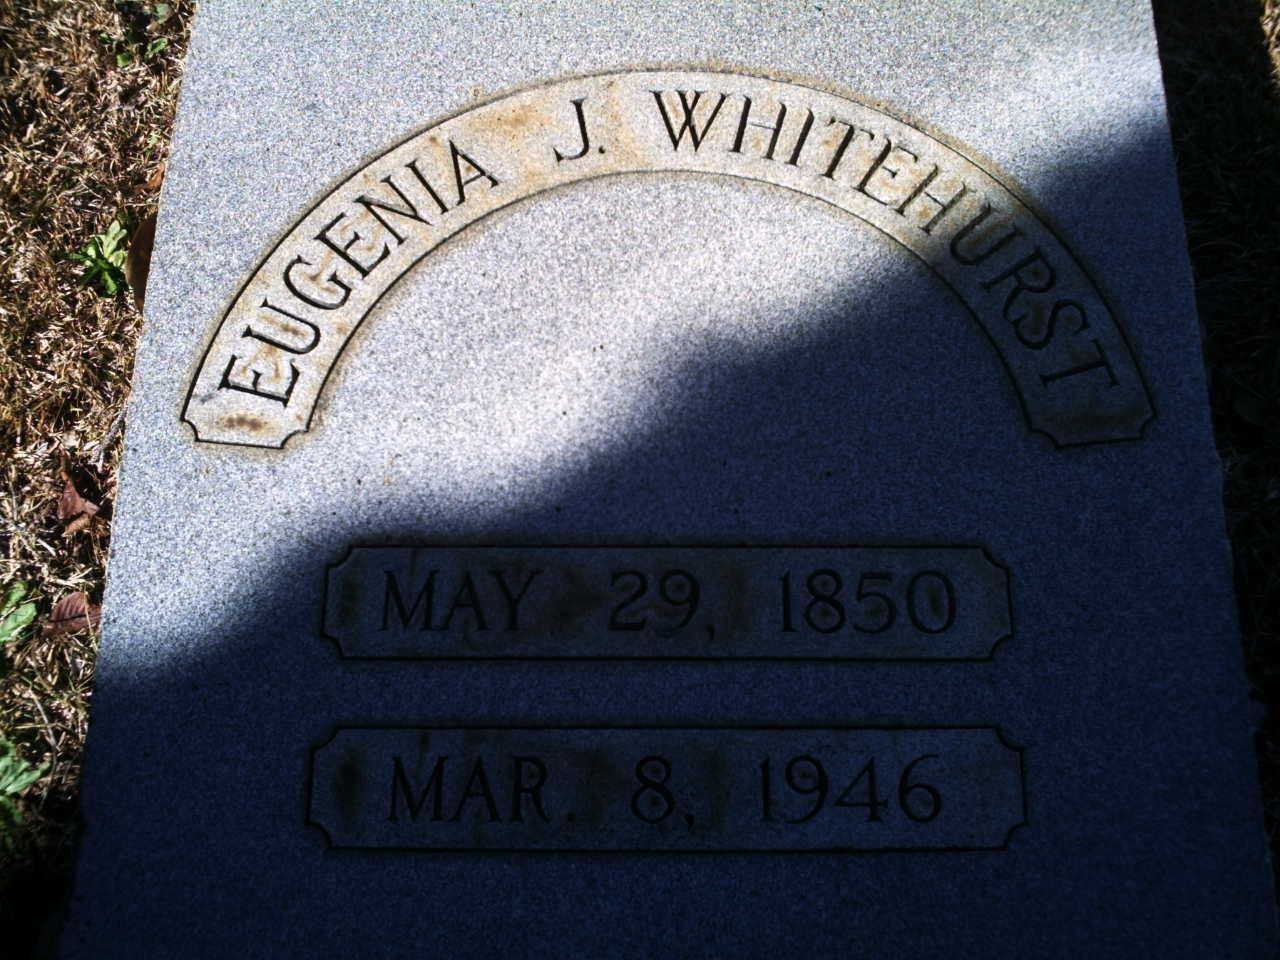 EUGENIA J. WHITEHURST
MAY 29, 1850
MAR. 8, 1946